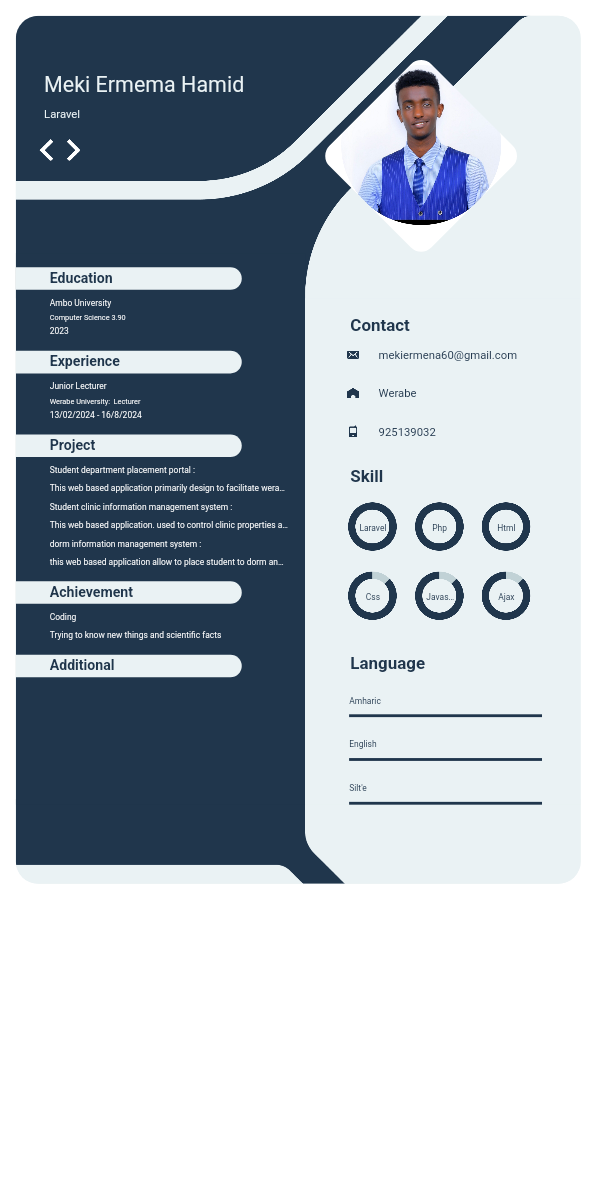 Meki Ermema Hamid
Laravel
Education
Ambo University
Computer Science 3.90
2023
Experience
Junior Lecturer
Werabe University: Lecturer
13/02/2024 - 16/8/2024
Project
Student department placement portal :
This web application primarily design to facilitate wera...
Student clinic information management system :
This web based application. used to control clinic properties a...
dorm information management system :
this web based application allow to place student to dorm an...
Achievement
Coding
Trying to know new things and scientific facts
Additional
Contact
mekiermena60@gmail.com
Werabe
925139032
Skill
Laravel Php Html
Css Javas... Ajax
Language
Amharic
English
Silt'e